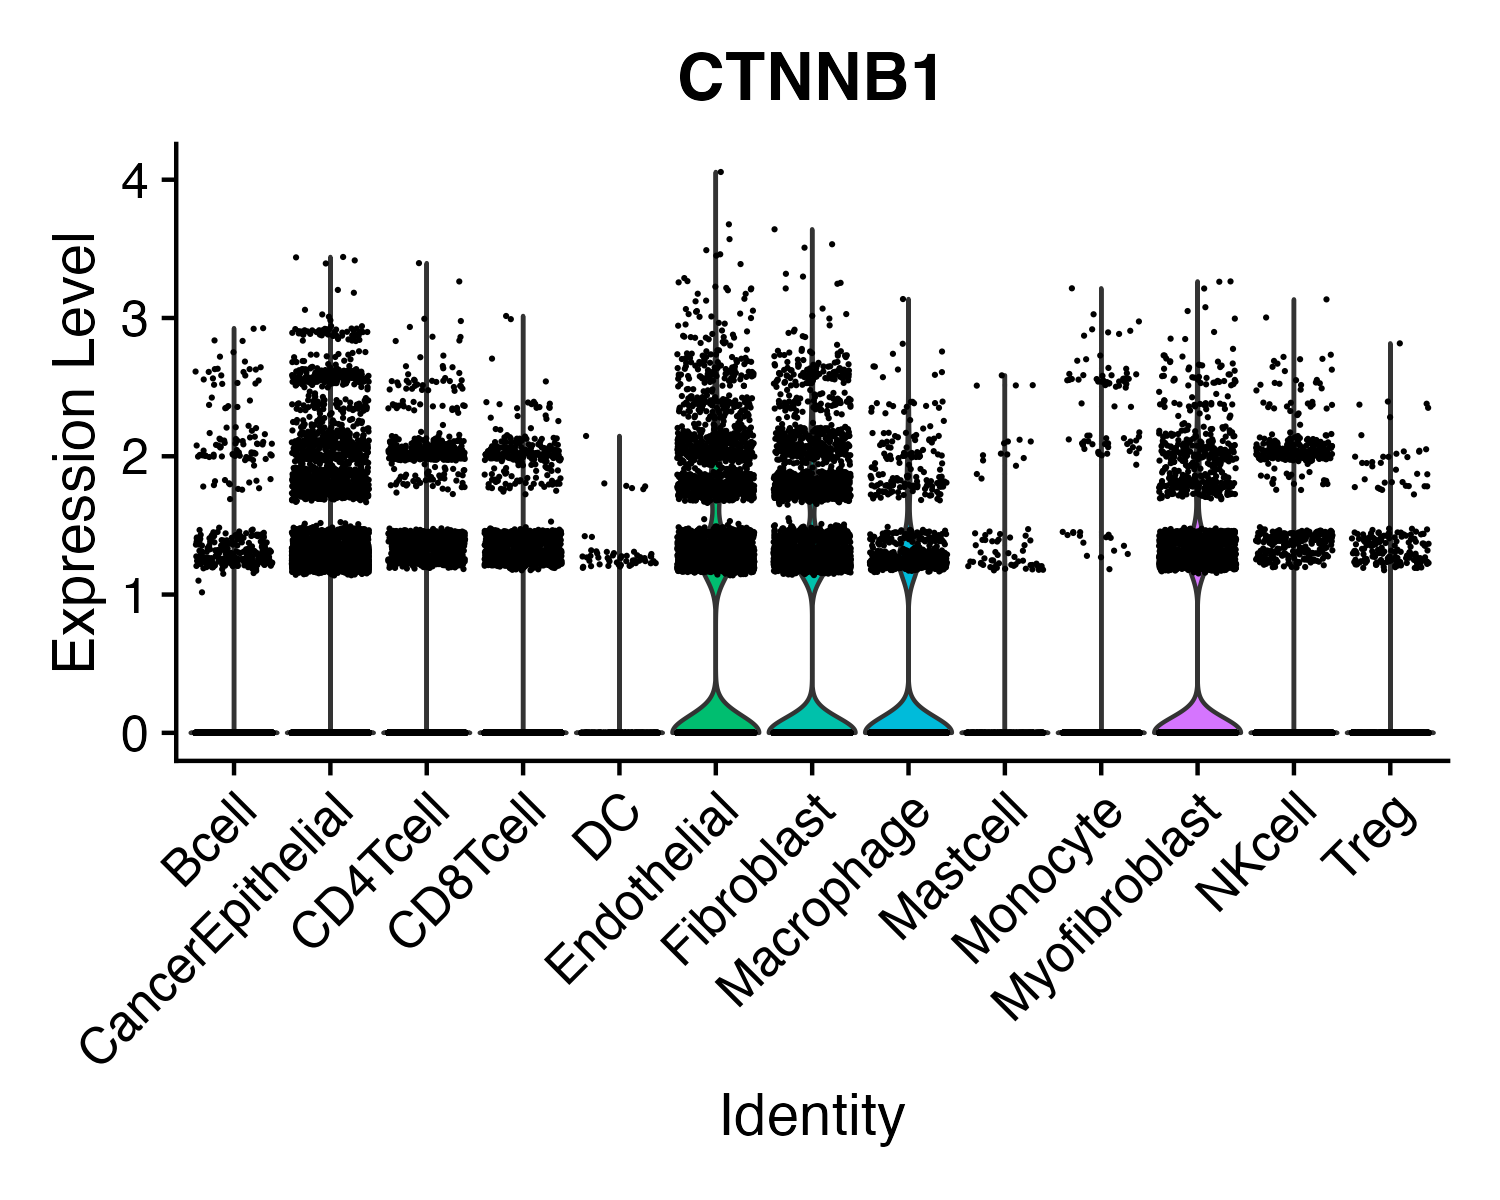 CTNNB1
Expression Level
4
3
2
1
0
Bcell
CancerEpithelial
CD4Tcell
CD8Tcell
DC
Endothelial
Fibroblast
Macrophage
Mastcell
Monocyte
Myofibroblast
NKcell
Treg
Identity